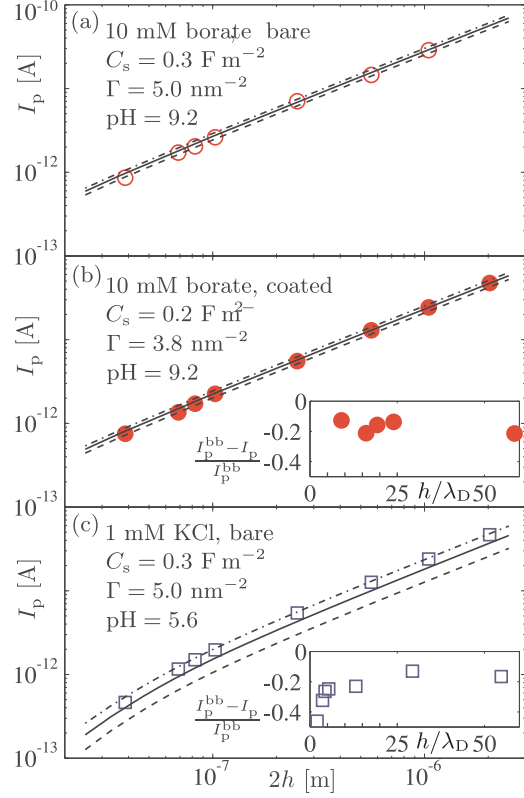 10^-10
(a) 10 mM borate, bare
C_s = 0.3 F m^-2
Γ = 5.0 nm^-2
pH = 9.2
I_p [A]
10^-12
10^-13
(b) 10 mM borate, coated
C_s = 0.2 F m^2-
Γ = 3.8 nm^-2
pH = 9.2
I_p [A]
10^-12
10^-13
0
-0.2
-0.4
I_p^bb − I_p
I_p^bb
0 25 h/λ_D 50
(c) 1 mM KCl, bare
C_s = 0.3 F m^-2
Γ = 5.0 nm^-2
pH = 5.6
I_p [A]
10^-12
10^-13
0
-0.2
-0.4
I_p^bb − I_p
I_p^bb
0 25 h/λ_D 50
10^-7 2h [m] 10^-6